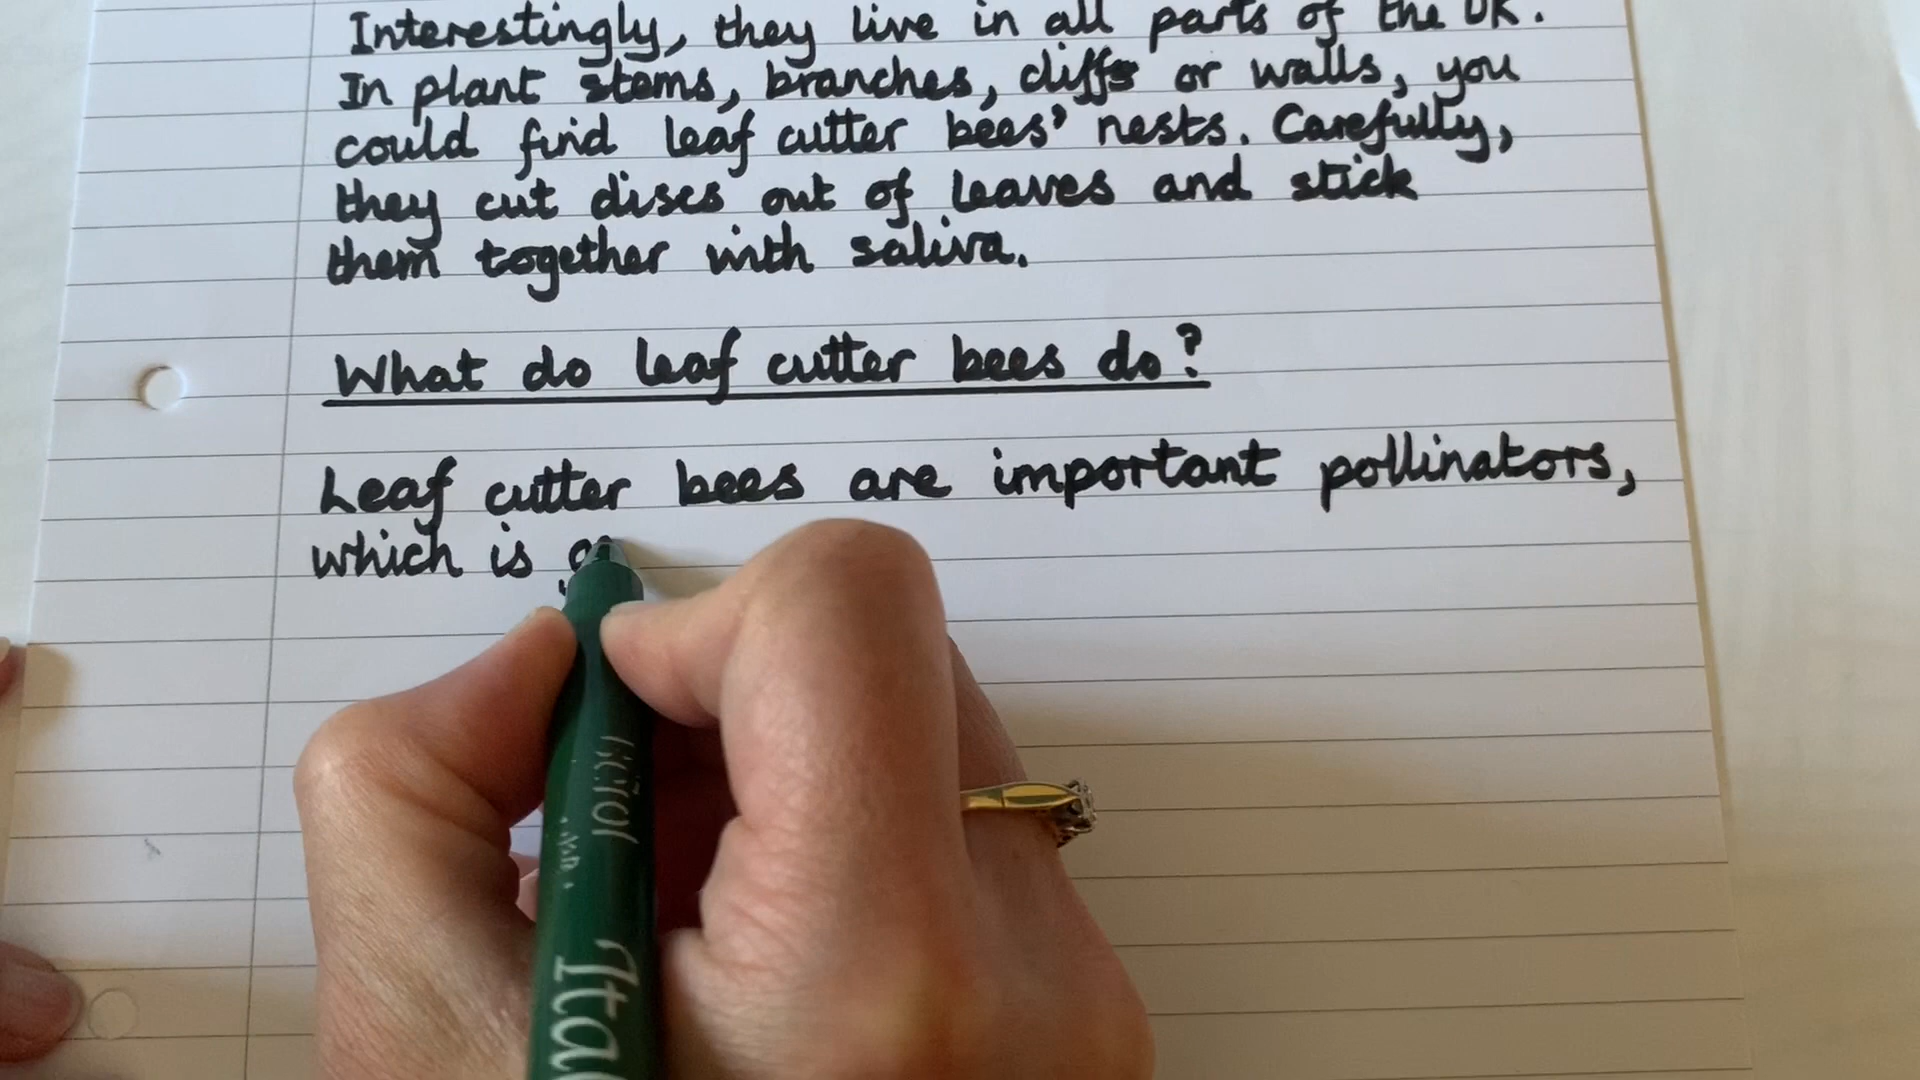 Interestingly, they live in all parts of the UK.
In plant stems, branches, cliffs or walls, you
could find leaf cutter bees' nests. Carefully,
they cut discs out of leaves and stick
them together with saliva.
What do leaf cutter bees do?
Leaf cutter bees are important pollinators,
which is